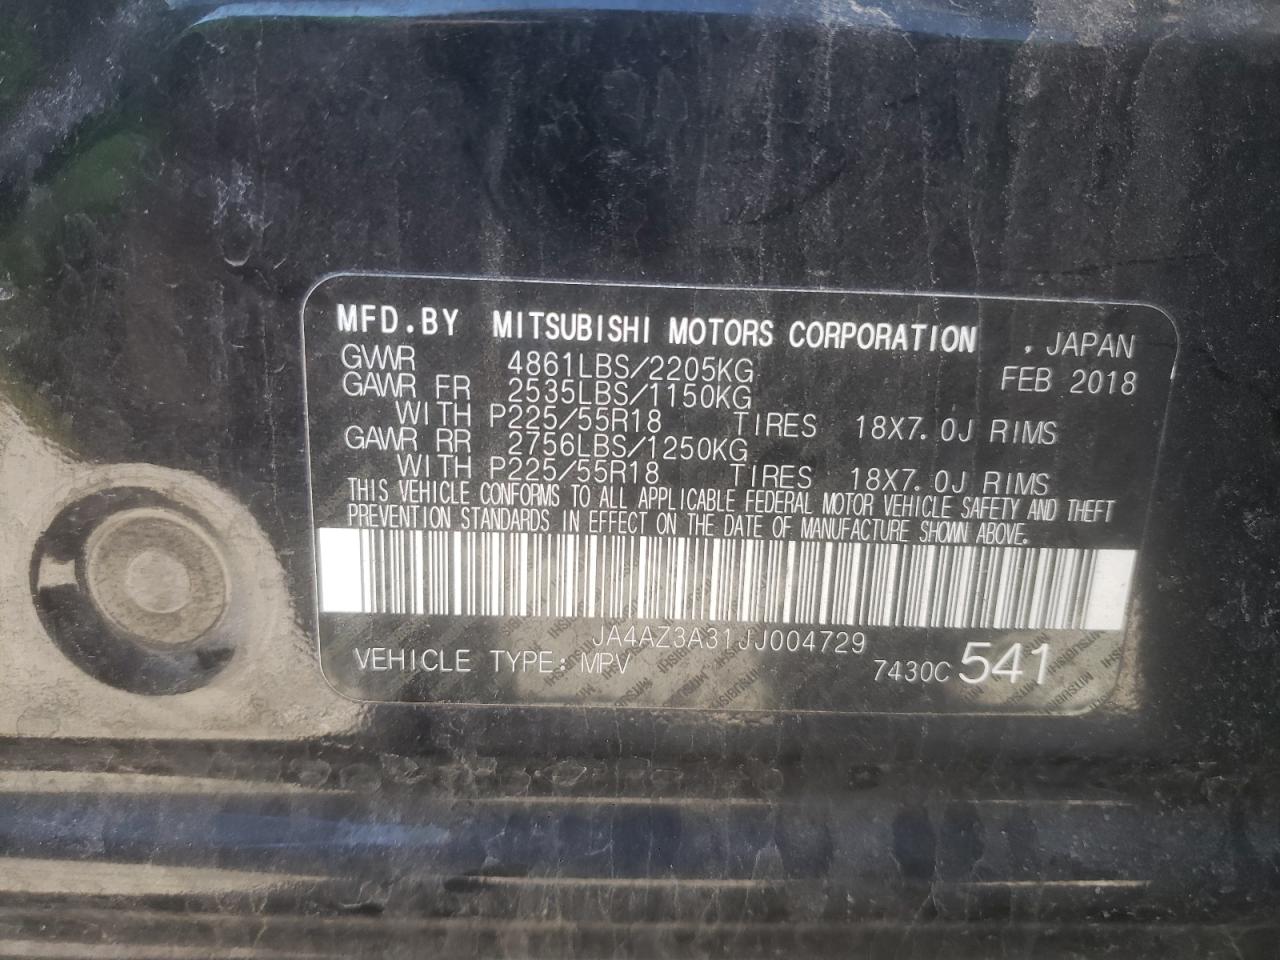 MFD.BY MITSUBISHI MOTORS CORPORATION , JAPAN
GVWR 4861LBS/2205KG FEB 2018
GAWR FR 2535LBS/1150KG
WITH P225/55R18 TIRES 18X7.0J RIMS
GAWR RR 2756LBS/1250KG
WITH P225/55R18 TIRES 18X7.0J RIMS
THIS VEHICLE CONFORMS TO ALL APPLICABLE FEDERAL MOTOR VEHICLE SAFETY AND THEFT
PREVENTION STANDARDS IN EFFECT ON THE DATE OF MANUFACTURE SHOWN ABOVE.
JA4AZ3A31JJ004729
VEHICLE TYPE: MPV 7430C 541